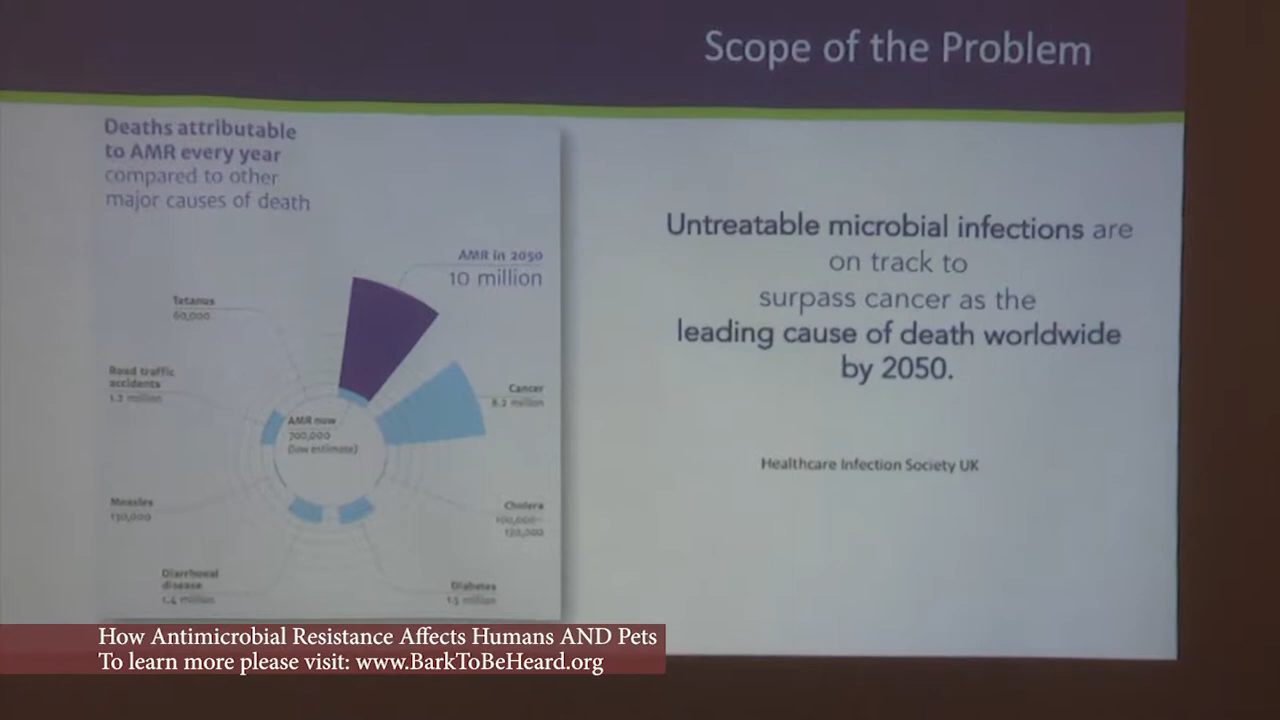 Scope of the Problem
Deaths attributable
to AMR every year
compared to other
major causes of death
AMR in 2050
10 million
Tetanus
60,000
Road traffic
accidents
1.2 million
Cancer
8.2 million
AMR now
700,000
(low estimate)
Measles
130,000
Cholera
100,000–
120,000
Diarrhoeal
disease
1.4 million
Diabetes
1.5 million
Untreatable microbial infections are
on track to
surpass cancer as the
leading cause of death worldwide
by 2050.
Healthcare Infection Society UK
How Antimicrobial Resistance Affects Humans AND Pets
To learn more please visit: www.BarkToBeHeard.org